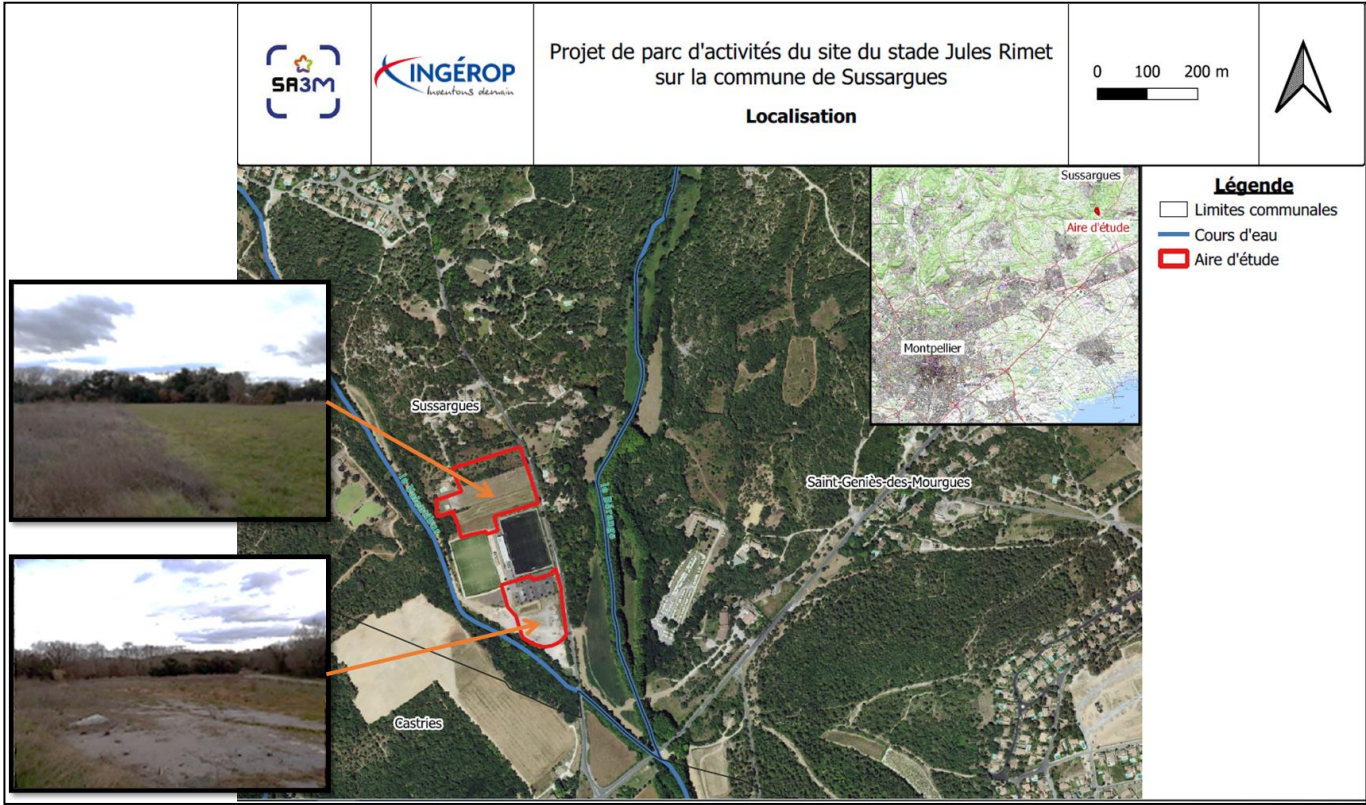 SA3M
INGÉROP
Inventons demain
Projet de parc d'activités du site du stade Jules Rimet
sur la commune de Sussargues
Localisation
0 100 200 m
Sussargues
Aire d'étude
Montpellier
Légende
Limites communales
Cours d'eau
Aire d'étude
Sussargues
Saint-Geniès-des-Mourgues
le Bérange
Castries